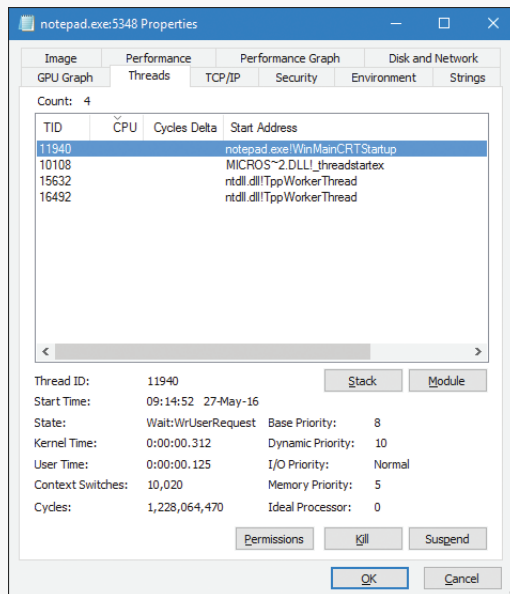 notepad.exe:5348 Properties
Image Performance Performance Graph Disk and Network
GPU Graph Threads TCP/IP Security Environment Strings
Count: 4
TID CPU Cycles Delta Start Address
11940 notepad.exe!WinMainCRTStartup
10108 MICROS~2.DLL!_threadstartex
15632 ntdll.dll!TppWorkerThread
16492 ntdll.dll!TppWorkerThread
Thread ID: 11940 Stack Module
Start Time: 09:14:52 27-May-16
State: Wait:WrUserRequest Base Priority: 8
Kernel Time: 0:00:00.312 Dynamic Priority: 10
User Time: 0:00:00.125 I/O Priority: Normal
Context Switches: 10,020 Memory Priority: 5
Cycles: 1,228,064,470 Ideal Processor: 0
Permissions Kill Suspend
OK Cancel